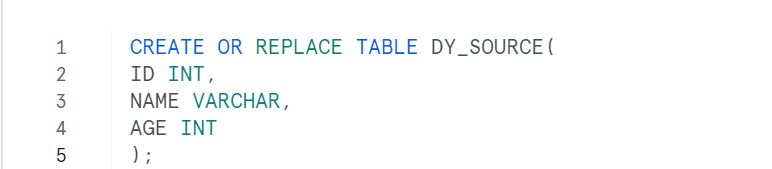 1 CREATE OR REPLACE TABLE DY_SOURCE(
2 ID INT,
3 NAME VARCHAR,
4 AGE INT
5 );